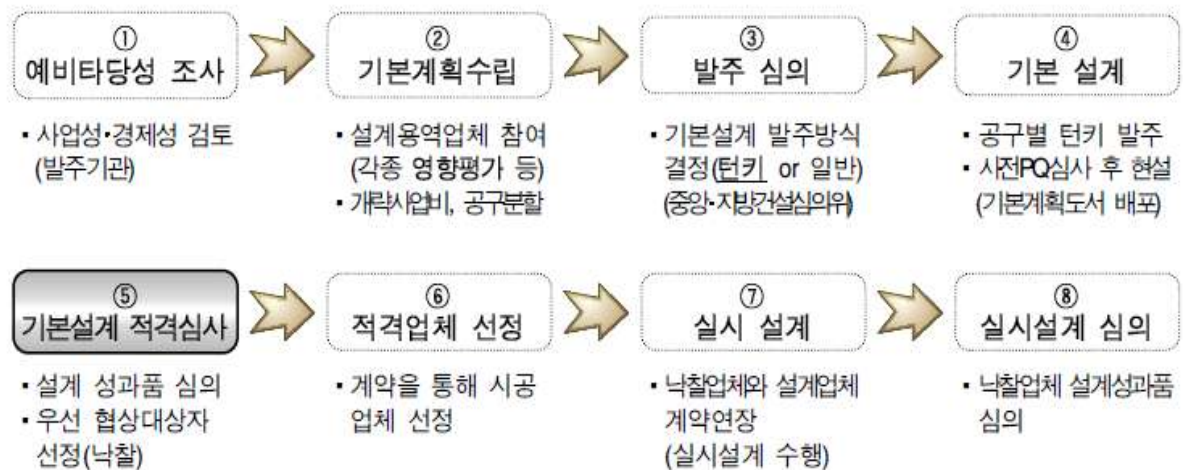 ①
예비타당성 조사
▪ 사업성·경제성 검토
(발주기관)
②
기본계획수립
▪ 설계용역업체 참여
(각종 영향평가 등)
▪ 개략사업비, 공구분할
③
발주 심의
▪ 기본설계 발주방식
결정(턴키 or 일반)
(중앙·지방건설심의위)
④
기본 설계
▪ 공구별 턴키 발주
▪ 사전PQ심사 후 현설
(기본계획도서 배포)
⑤
기본설계 적격심사
▪ 설계 성과품 심의
▪ 우선 협상대상자
선정(낙찰)
⑥
적격업체 선정
▪ 계약을 통해 시공
업체 선정
⑦
실시 설계
▪ 낙찰업체와 설계업체
계약연장
(실시설계 수행)
⑧
실시설계 심의
▪ 낙찰업체 설계성과품
심의